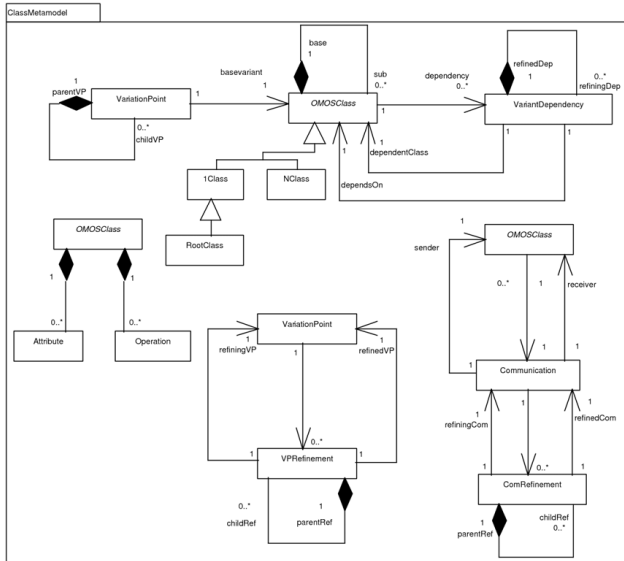 ClassMetamodel
1
parentVP
VariationPoint
1
basevariant
1
0..*
childVP
base
1
OMOSClass
sub
0..*
1
dependency
0..*
refinedDep
1
0..*
refiningDep
VariantDependency
1
1
1
dependentClass
1
dependsOn
1Class
NClass
RootClass
OMOSClass
1
1
0..*
0..*
Attribute
Operation
VariationPoint
1
refiningVP
1
1
refinedVP
0..*
1
VPRefinement
1
0..*
childRef
1
parentRef
1
sender
OMOSClass
0..*
1
receiver
1
1
1
Communication
1
1
refiningCom
1
refinedCom
1
0..*
1
1
ComRefinement
1
parentRef
childRef
0..*